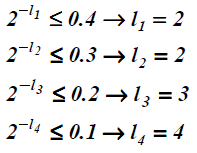 2^{-l_1} ≤ 0.4 → l_1 = 2
2^{-l_2} ≤ 0.3 → l_2 = 2
2^{-l_3} ≤ 0.2 → l_3 = 3
2^{-l_4} ≤ 0.1 → l_4 = 4